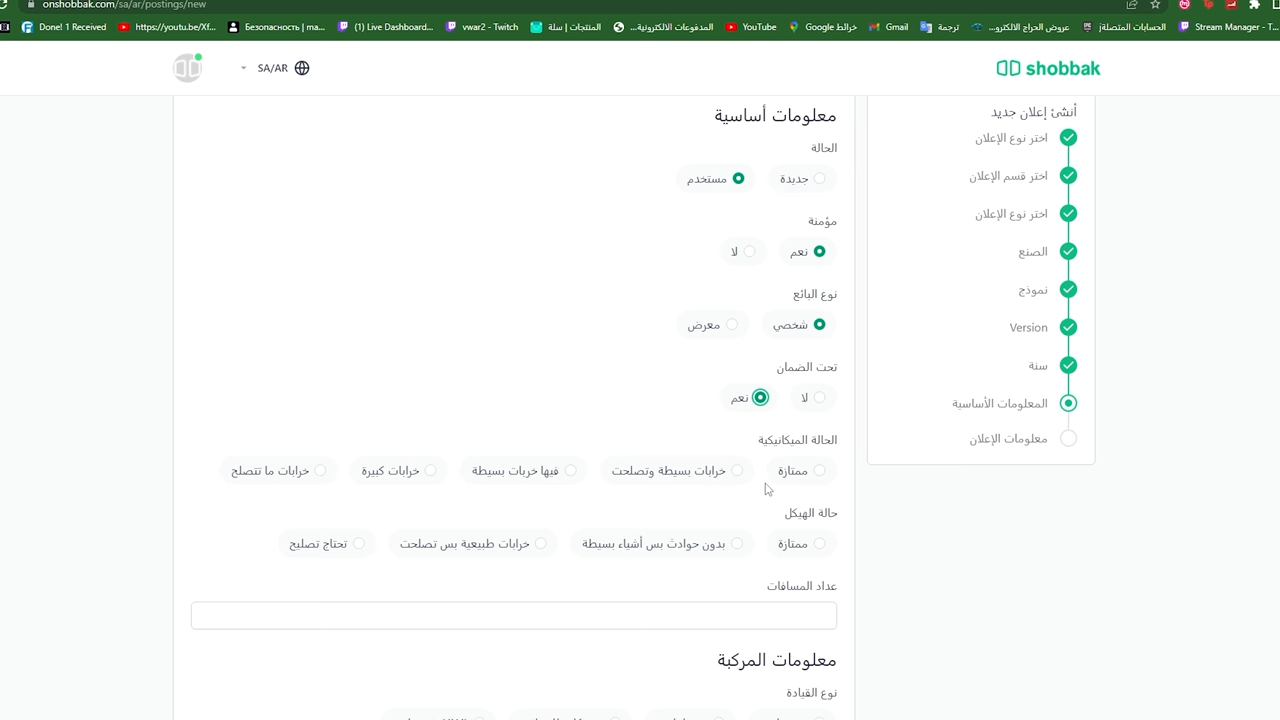 onshobbak.com/sa/ar/postings/new
Donet 1 Received
https://youtu.be/Xf...
Безопасность | ma...
Live Dashboard...
vwar2 - Twitch
المنتجات | سلة
المدفوعات الالكترونية...
YouTube
خرائط Google
Gmail
ترجمة
عروض الحراج الالكترو...
الحسابات المتصلة|
Stream Manager - T...
SA/AR
shobbak
معلومات أساسية
الحالة
جديدة
مستخدم
مؤمنة
نعم
لا
نوع البائع
شخصي
معرض
تحت الضمان
لا
نعم
الحالة الميكانيكية
ممتازة
خرابات بسيطة وتصلحت
فيها خربات بسيطة
خرابات كبيرة
خرابات ما تتصلح
حالة الهيكل
ممتازة
بدون حوادث بس أشياء بسيطة
خرابات طبيعية بس تصلحت
تحتاج تصليح
عداد المسافات
معلومات المركبة
نوع القيادة
أنشئ إعلان جديد
اختر نوع الإعلان
اختر قسم الإعلان
اختر نوع الإعلان
الصنع
نموذج
Version
سنة
المعلومات الأساسية
معلومات الإعلان